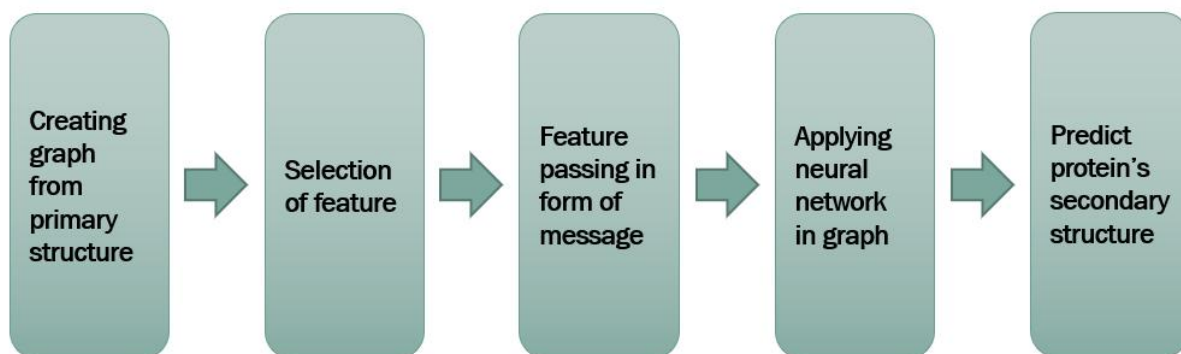 Creating
graph
from
primary
structure
Selection
of feature
Feature
passing in
form of
message
Applying
neural
network
in graph
Predict
protein's
secondary
structure